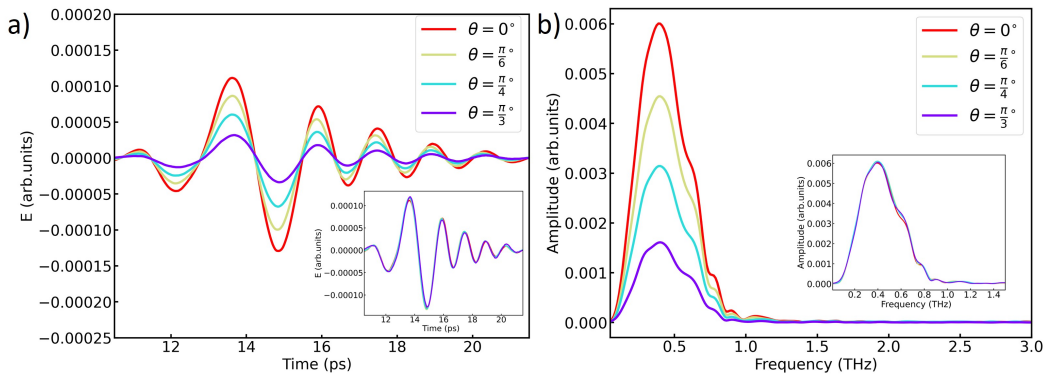 a)
E (arb.units)
0.00020
0.00015
0.00010
0.00005
0.00000
−0.00005
−0.00010
−0.00015
−0.00020
−0.00025
12
14
16
18
20
Time (ps)
θ = 0°
θ = π/6°
θ = π/4°
θ = π/3°
E (arb.units)
0.00010
0.00005
0.00000
−0.00005
−0.00010
12
14
16
18
20
Time (ps)
b)
Amplitude (arb.units)
0.006
0.005
0.004
0.003
0.002
0.001
0.000
0.5
1.0
1.5
2.0
2.5
3.0
Frequency (THz)
θ = 0°
θ = π/6°
θ = π/4°
θ = π/3°
Amplitude (arb.units)
0.006
0.005
0.004
0.003
0.002
0.001
0.000
0.2
0.4
0.6
0.8
1.0
1.2
1.4
Frequency (THz)